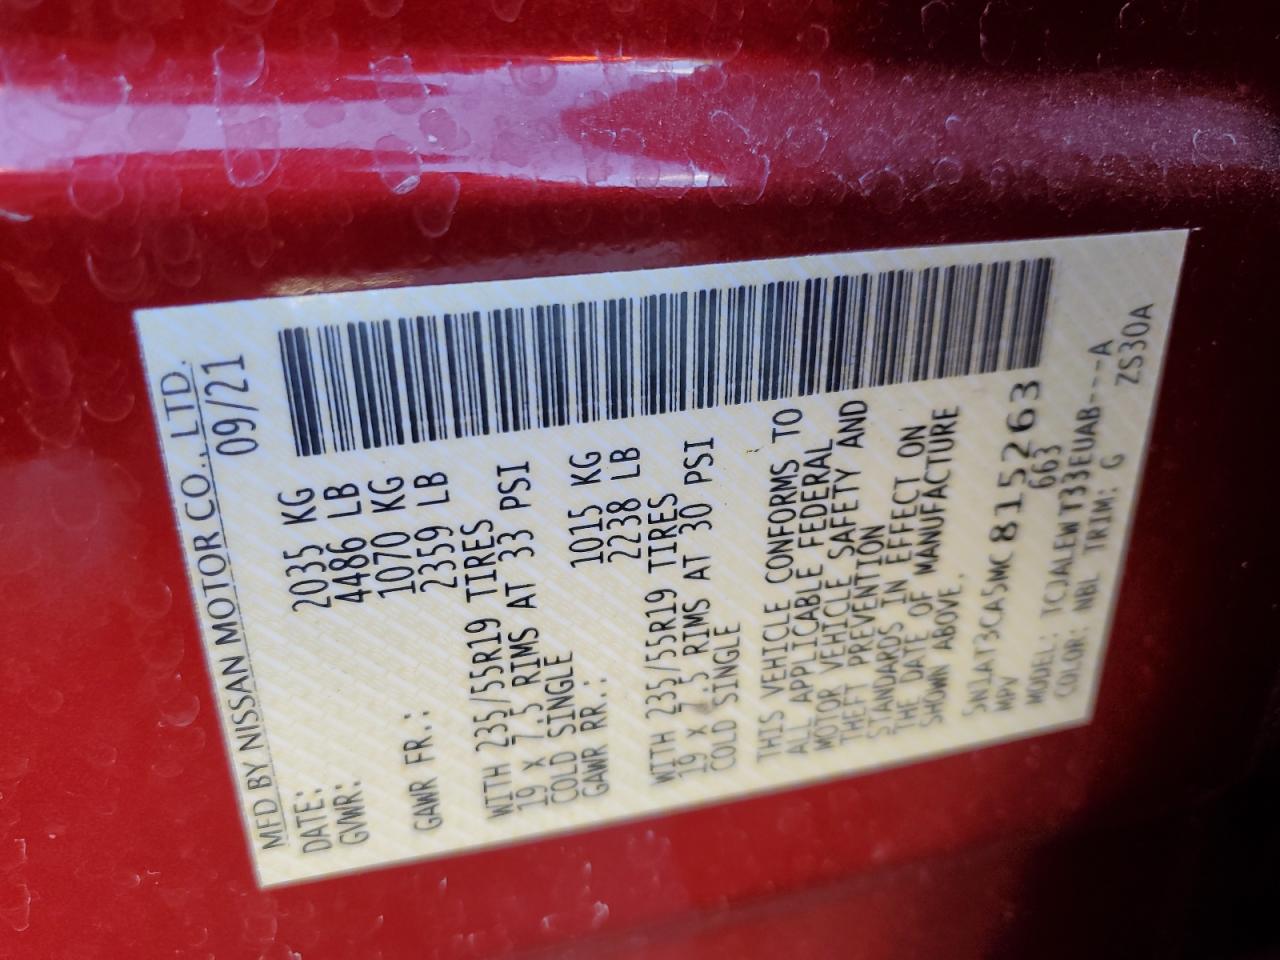 MFD BY NISSAN MOTOR CO., LTD.
DATE: 09/21
GVWR: 2035 KG
4486 LB
GAWR FR.: 1070 KG
2359 LB
WITH 235/55R19 TIRES
19 x 7.5 RIMS AT 33 PSI
COLD SINGLE
GAWR RR.: 1015 KG
2238 LB
WITH 235/55R19 TIRES
19 x 7.5 RIMS AT 30 PSI
COLD SINGLE
THIS VEHICLE CONFORMS TO
ALL APPLICABLE FEDERAL
MOTOR VEHICLE SAFETY AND
THEFT PREVENTION
STANDARDS IN EFFECT ON
THE DATE OF MANUFACTURE
SHOWN ABOVE.
5N1AT3CA5MC815263
MPV 663
MODEL: TCJALEWT33EUAB---A
COLOR: NBL TRIM: G ZS30A